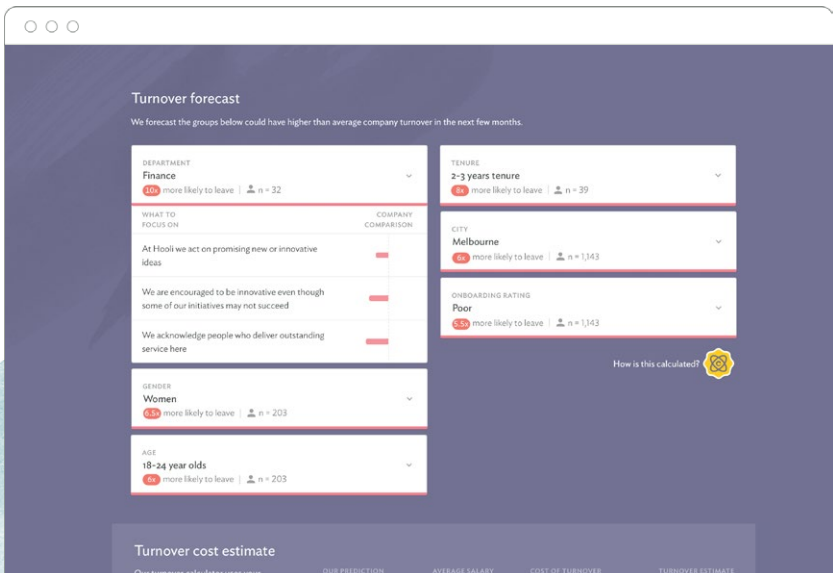 Turnover forecast
We forecast the groups below could have higher than average company turnover in the next few months.
DEPARTMENT
Finance
10x more likely to leave | n = 32
WHAT TO
FOCUS ON
COMPANY
COMPARISON
At Hooli we act on promising new or innovative
ideas
We are encouraged to be innovative even though
some of our initiatives may not succeed
We acknowledge people who deliver outstanding
service here
GENDER
Women
6.5x more likely to leave | n = 203
AGE
18-24 year olds
6x more likely to leave | n = 203
TENURE
2-3 years tenure
8x more likely to leave | n = 39
CITY
Melbourne
6x more likely to leave | n = 1,143
ONBOARDING RATING
Poor
5.5x more likely to leave | n = 1,143
How is this calculated?
Turnover cost estimate
Our turnover calculator uses your
OUR PREDICTION
AVERAGE SALARY
COST OF TURNOVER
TURNOVER ESTIMATE